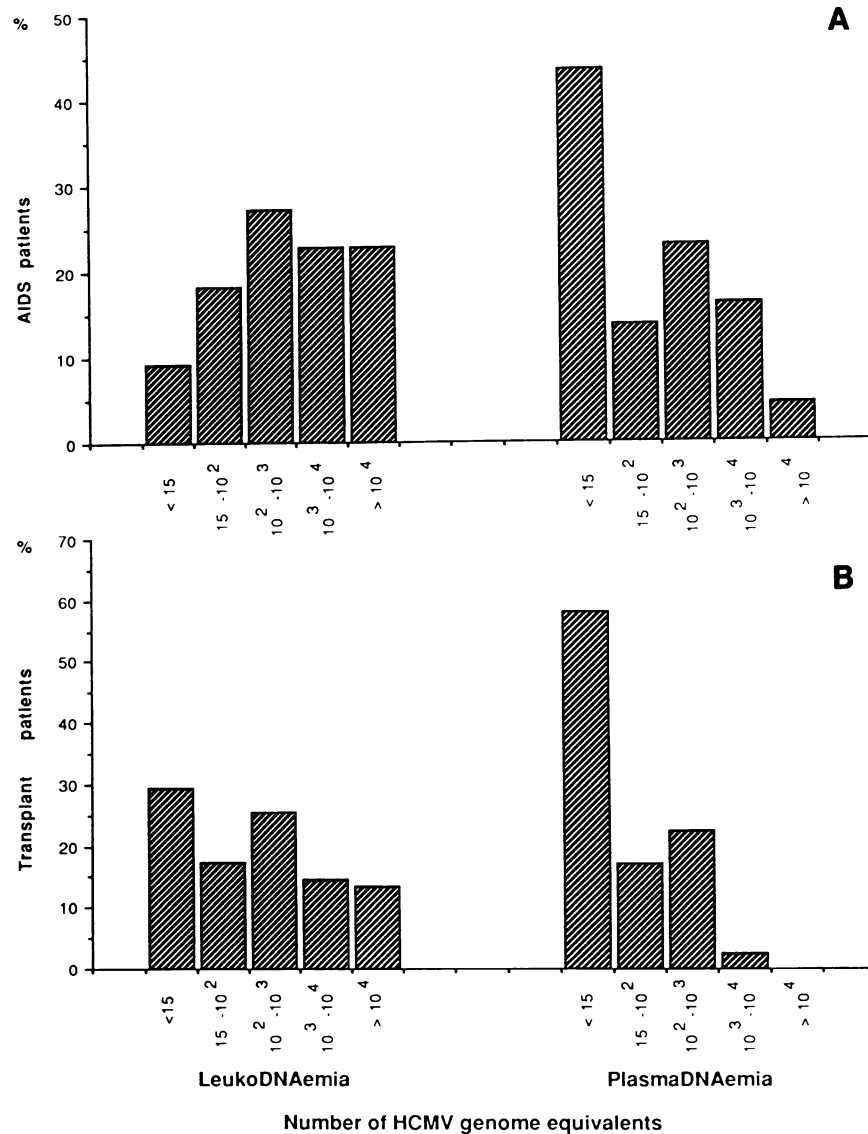 %
A
50
40
30
20
10
0
AIDS patients
< 15
15 -10 2
10 2 -10 3
10 3 -10 4
> 10 4
< 15
15 -10 2
10 2 -10 3
10 3 -10 4
> 10 4
%
B
70
60
50
40
30
20
10
0
Transplant patients
<15
15 -10 2
10 2 -10 3
10 3 -10 4
> 10 4
< 15
15 -10 2
10 2 -10 3
10 3 -10 4
> 10 4
LeukoDNAemia
PlasmaDNAemia
Number of HCMV genome equivalents